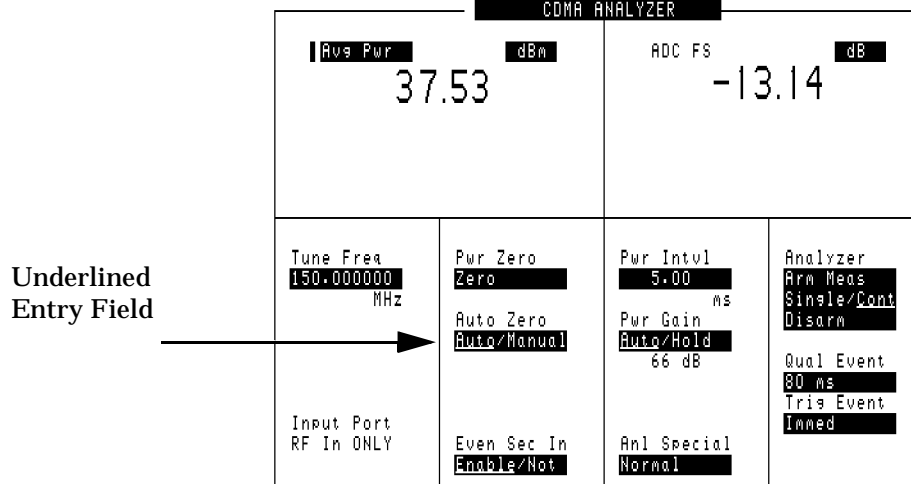 CDMA ANALYZER
Avg Pwr dBm
37.53
ADC FS dB
-13.14
Underlined
Entry Field
Tune Freq
150.000000
MHz
Input Port
RF In ONLY
Pwr Zero
Zero
Auto Zero
Auto/Manual
Even Sec In
Enable/Not
Pwr Intvl
5.00
ms
Pwr Gain
Auto/Hold
66 dB
Anl Special
Normal
Analyzer
Arm Meas
Single/Cont
Disarm
Qual Event
80 ms
Trig Event
Immed